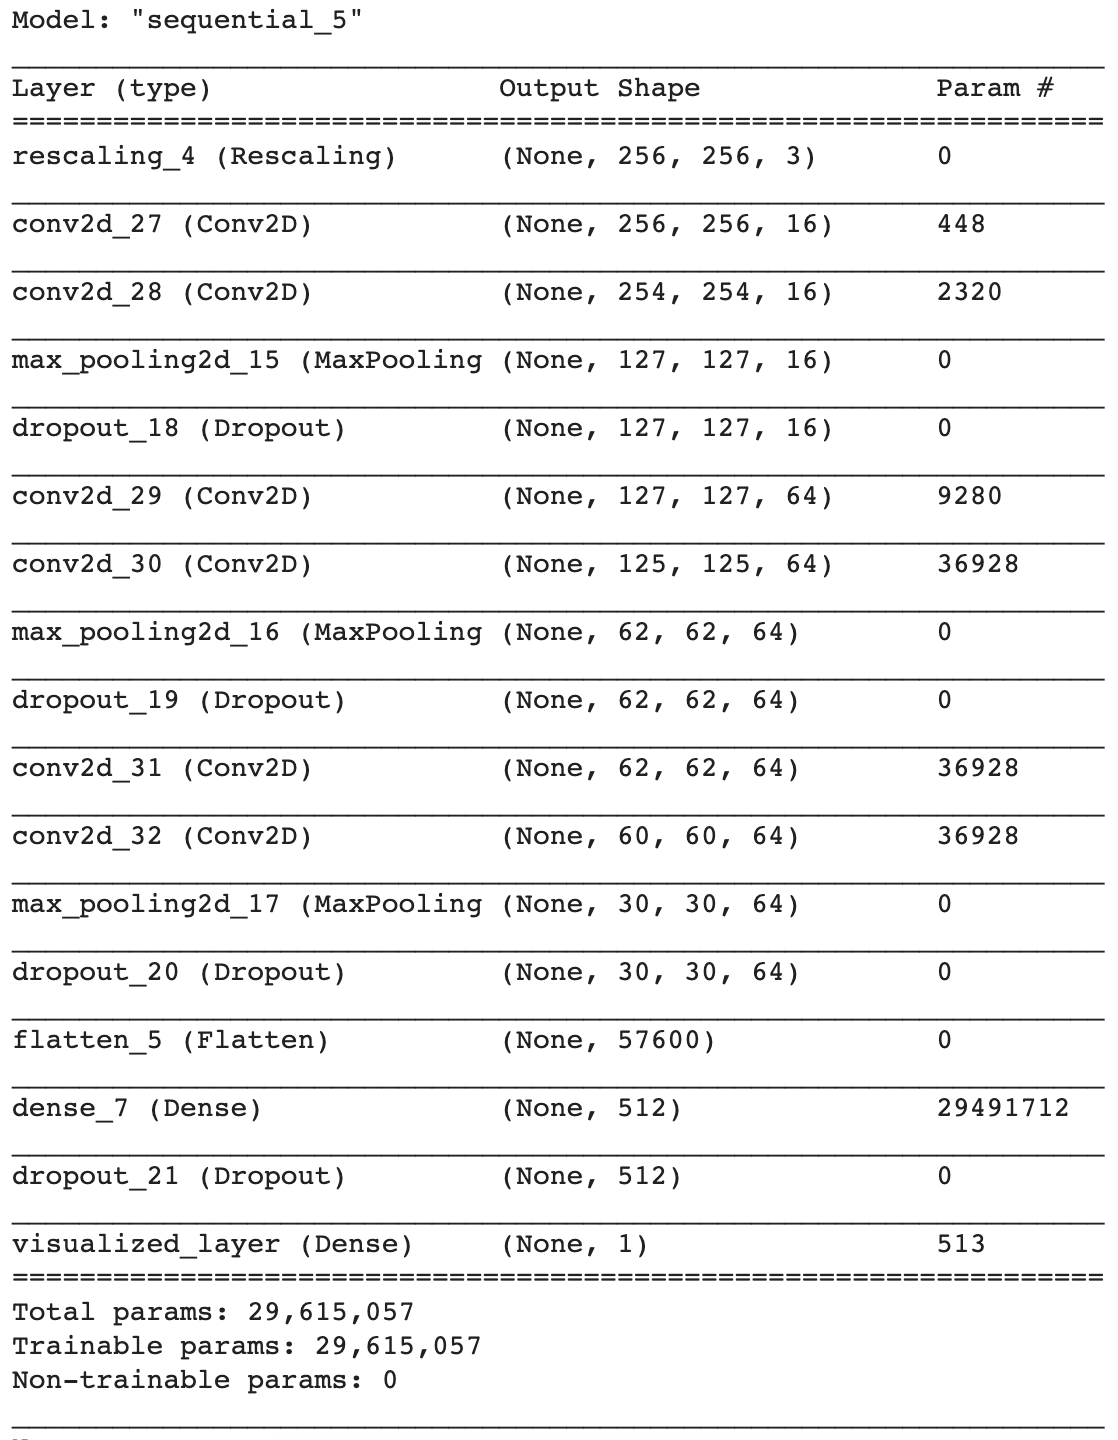 Model: "sequential_5"
Layer (type) Output Shape Param #
=================================================================
rescaling_4 (Rescaling) (None, 256, 256, 3) 0
conv2d_27 (Conv2D) (None, 256, 256, 16) 448
conv2d_28 (Conv2D) (None, 254, 254, 16) 2320
max_pooling2d_15 (MaxPooling (None, 127, 127, 16) 0
dropout_18 (Dropout) (None, 127, 127, 16) 0
conv2d_29 (Conv2D) (None, 127, 127, 64) 9280
conv2d_30 (Conv2D) (None, 125, 125, 64) 36928
max_pooling2d_16 (MaxPooling (None, 62, 62, 64) 0
dropout_19 (Dropout) (None, 62, 62, 64) 0
conv2d_31 (Conv2D) (None, 62, 62, 64) 36928
conv2d_32 (Conv2D) (None, 60, 60, 64) 36928
max_pooling2d_17 (MaxPooling (None, 30, 30, 64) 0
dropout_20 (Dropout) (None, 30, 30, 64) 0
flatten_5 (Flatten) (None, 57600) 0
dense_7 (Dense) (None, 512) 29491712
dropout_21 (Dropout) (None, 512) 0
visualized_layer (Dense) (None, 1) 513
=================================================================
Total params: 29,615,057
Trainable params: 29,615,057
Non-trainable params: 0